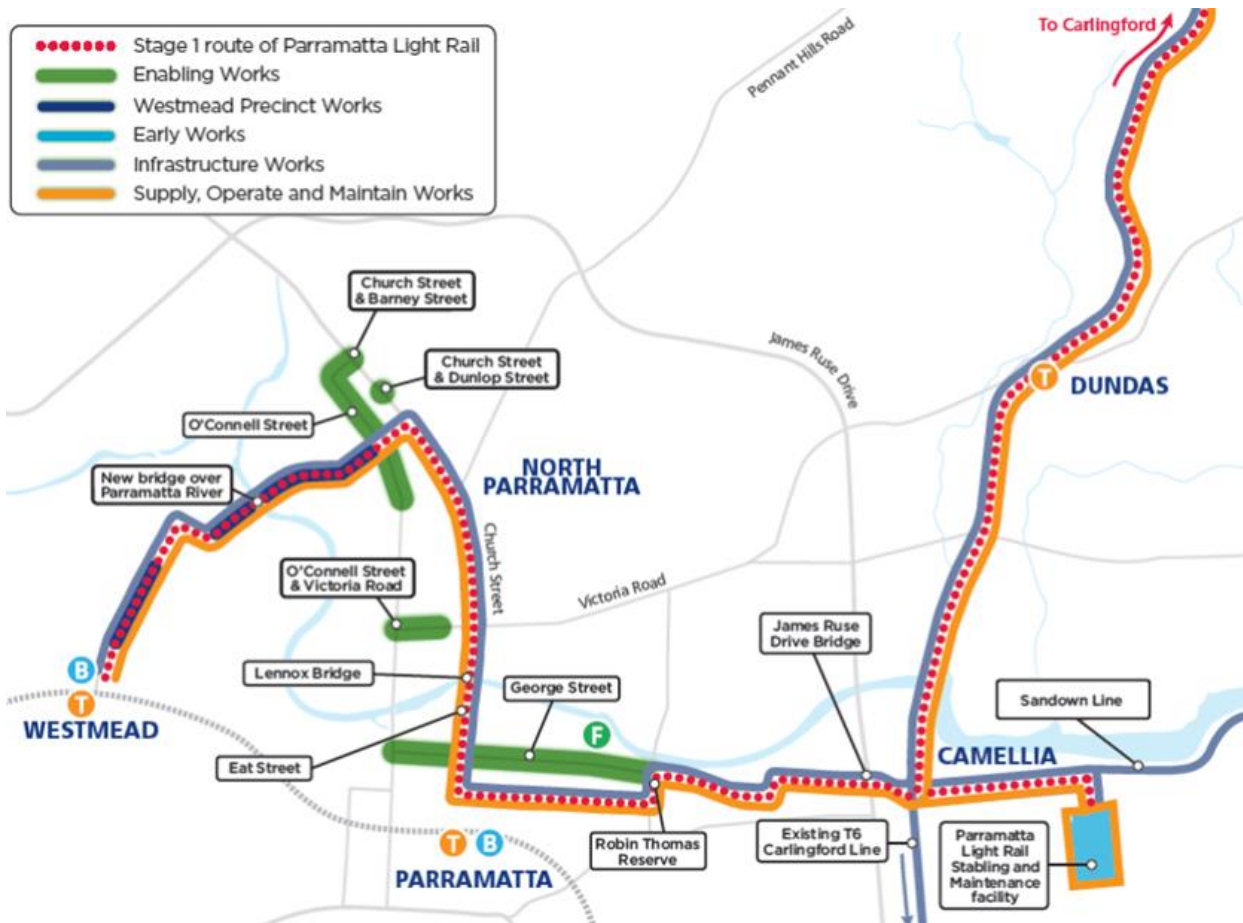 Stage 1 route of Parramatta Light Rail
Enabling Works
Westmead Precinct Works
Early Works
Infrastructure Works
Supply, Operate and Maintain Works
To Carlingford
Pennant Hills Road
Church Street
& Barney Street
Church Street
& Dunlop Street
James Ruse Drive
T
DUNDAS
O'Connell Street
NORTH
PARRAMATTA
New bridge over
Parramatta River
Church Street
O'Connell Street
& Victoria Road
Victoria Road
James Ruse
Drive Bridge
B
T
WESTMEAD
Lennox Bridge
George Street
Sandown Line
F
Eat Street
CAMELLIA
Robin Thomas
Reserve
Existing T6
Carlingford Line
Parramatta
Light Rail
Stabling and
Maintenance
facility
T B
PARRAMATTA